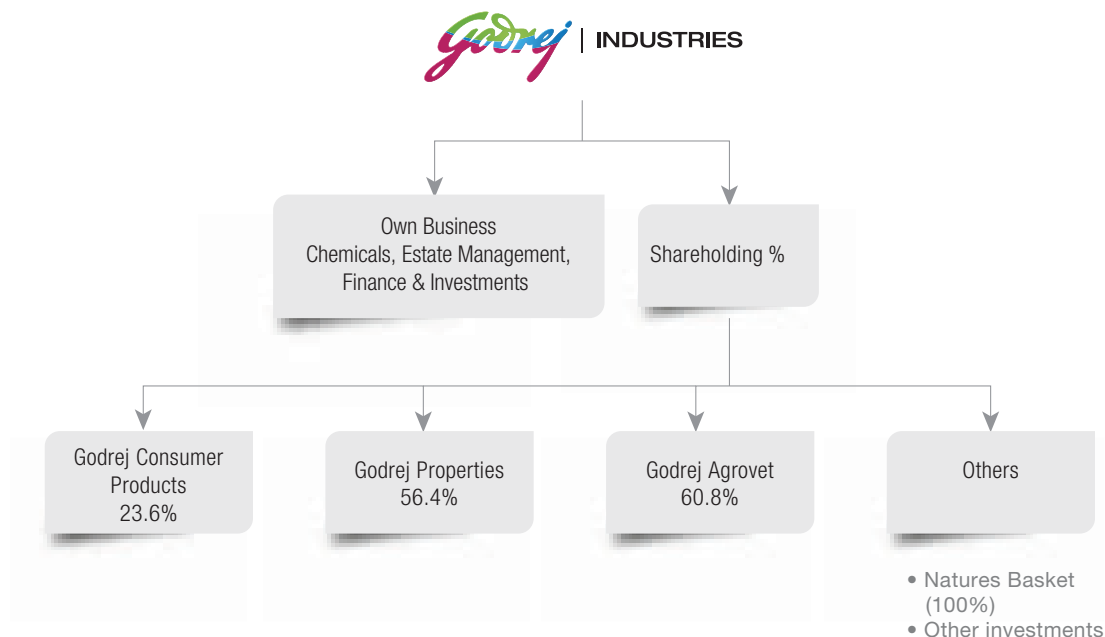 Godrej | INDUSTRIES
Own Business
Chemicals, Estate Management,
Finance & Investments
Shareholding %
Godrej Consumer
Products
23.6%
Godrej Properties
56.4%
Godrej Agrovet
60.8%
Others
• Natures Basket
(100%)
• Other investments